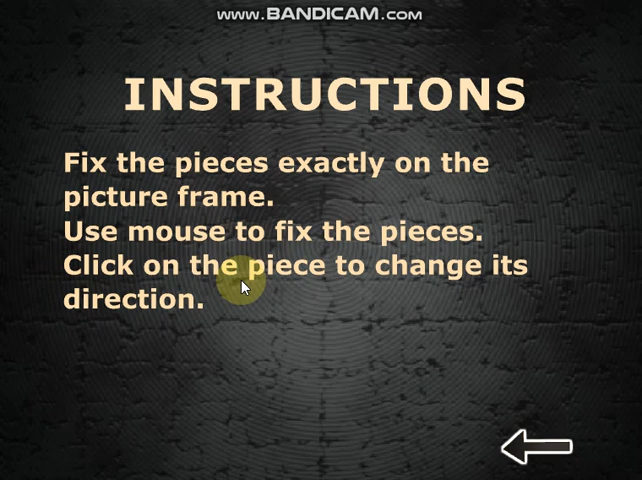 www.BANDICAM.com
INSTRUCTIONS
Fix the pieces exactly on the
picture frame.
Use mouse to fix the pieces.
Click on the piece to change its
direction.